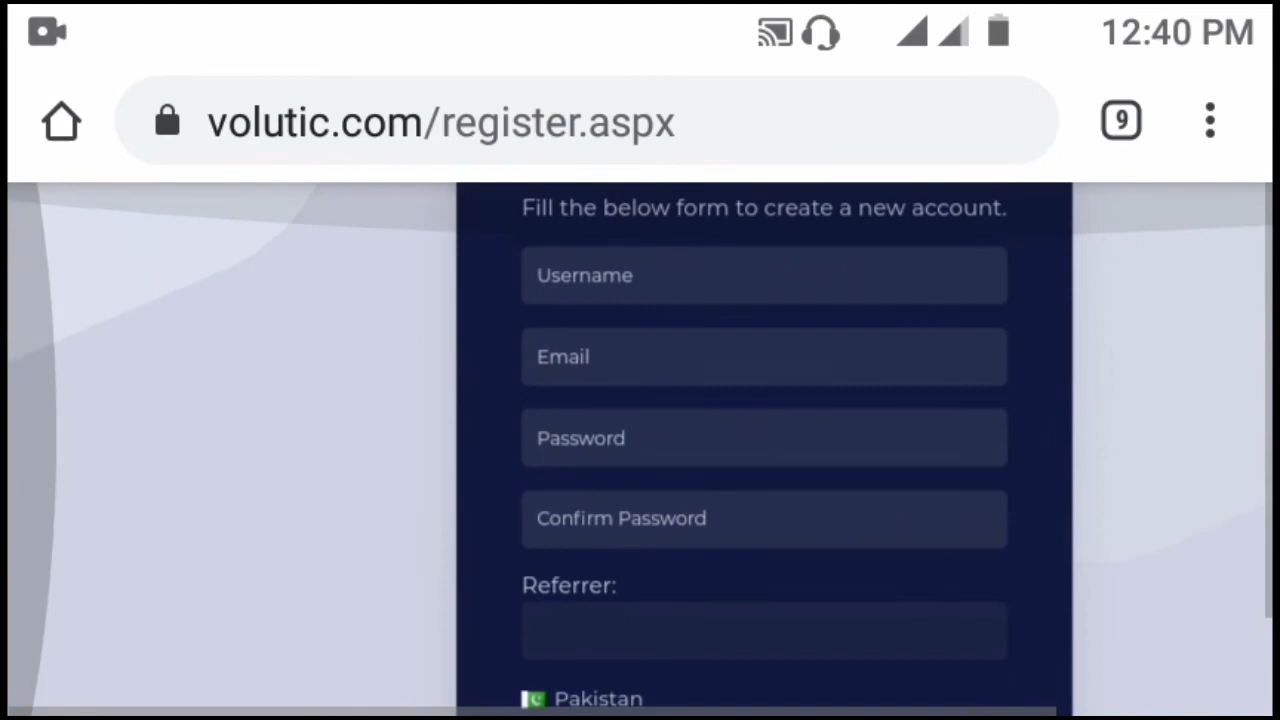 12:40 PM
volutic.com/register.aspx
9
Fill the below form to create a new account.
Username
Email
Password
Confirm Password
Referrer:
Pakistan